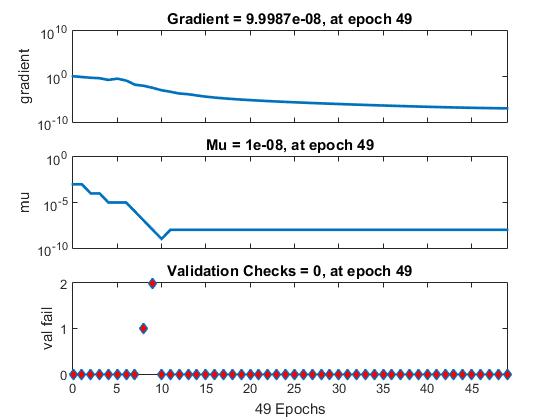 Gradient = 9.9987e-08, at epoch 49
10^10
10^0
10^-10
gradient
Mu = 1e-08, at epoch 49
10^0
10^-5
10^-10
mu
Validation Checks = 0, at epoch 49
2
1
0
val fail
0 5 10 15 20 25 30 35 40 45
49 Epochs